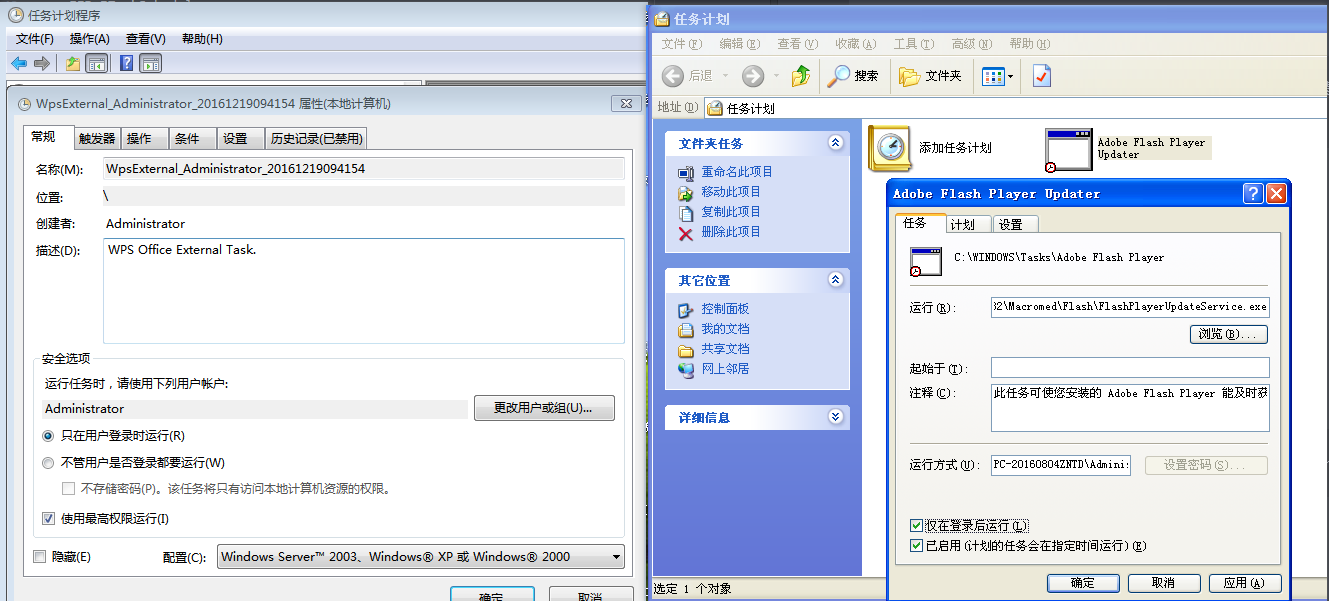 任务计划程序
文件(F) 操作(A) 查看(V) 帮助(H)
WpsExternal_Administrator_20161219094154 属性(本地计算机)
常规 触发器 操作 条件 设置 历史记录(已禁用)
名称(M): WpsExternal_Administrator_20161219094154
位置: \
创建者: Administrator
描述(D): WPS Office External Task.
安全选项
运行任务时，请使用下列用户帐户:
Administrator 更改用户或组(U)...
只在用户登录时运行(R)
不管用户是否登录都要运行(W)
不存储密码(P)。该任务将只有访问本地计算机资源的权限。
使用最高权限运行(I)
隐藏(E) 配置(C): Windows Server™ 2003、Windows® XP 或 Windows® 2000
确定 取消
任务计划
文件(F) 编辑(E) 查看(V) 收藏(A) 工具(T) 高级(N) 帮助(H)
后退 搜索 文件夹
地址(D) 任务计划
文件夹任务
重命名此项目
移动此项目
复制此项目
删除此项目
其它位置
控制面板
我的文档
共享文档
网上邻居
详细信息
添加任务计划
Adobe Flash Player
Updater
Adobe Flash Player Updater
任务 计划 设置
C:\WINDOWS\Tasks\Adobe Flash Player
运行(R): 32\Macromed\Flash\FlashPlayerUpdateService.exe
浏览(B)...
起始于(T):
注释(C): 此任务可使您安装的 Adobe Flash Player 能及时获
运行方式(U): PC-20160804ZNTD\Admini: 设置密码(S)...
仅在登录后运行(L)
已启用(计划的任务会在指定时间运行)(E)
确定 取消 应用(A)
选定 1 个对象